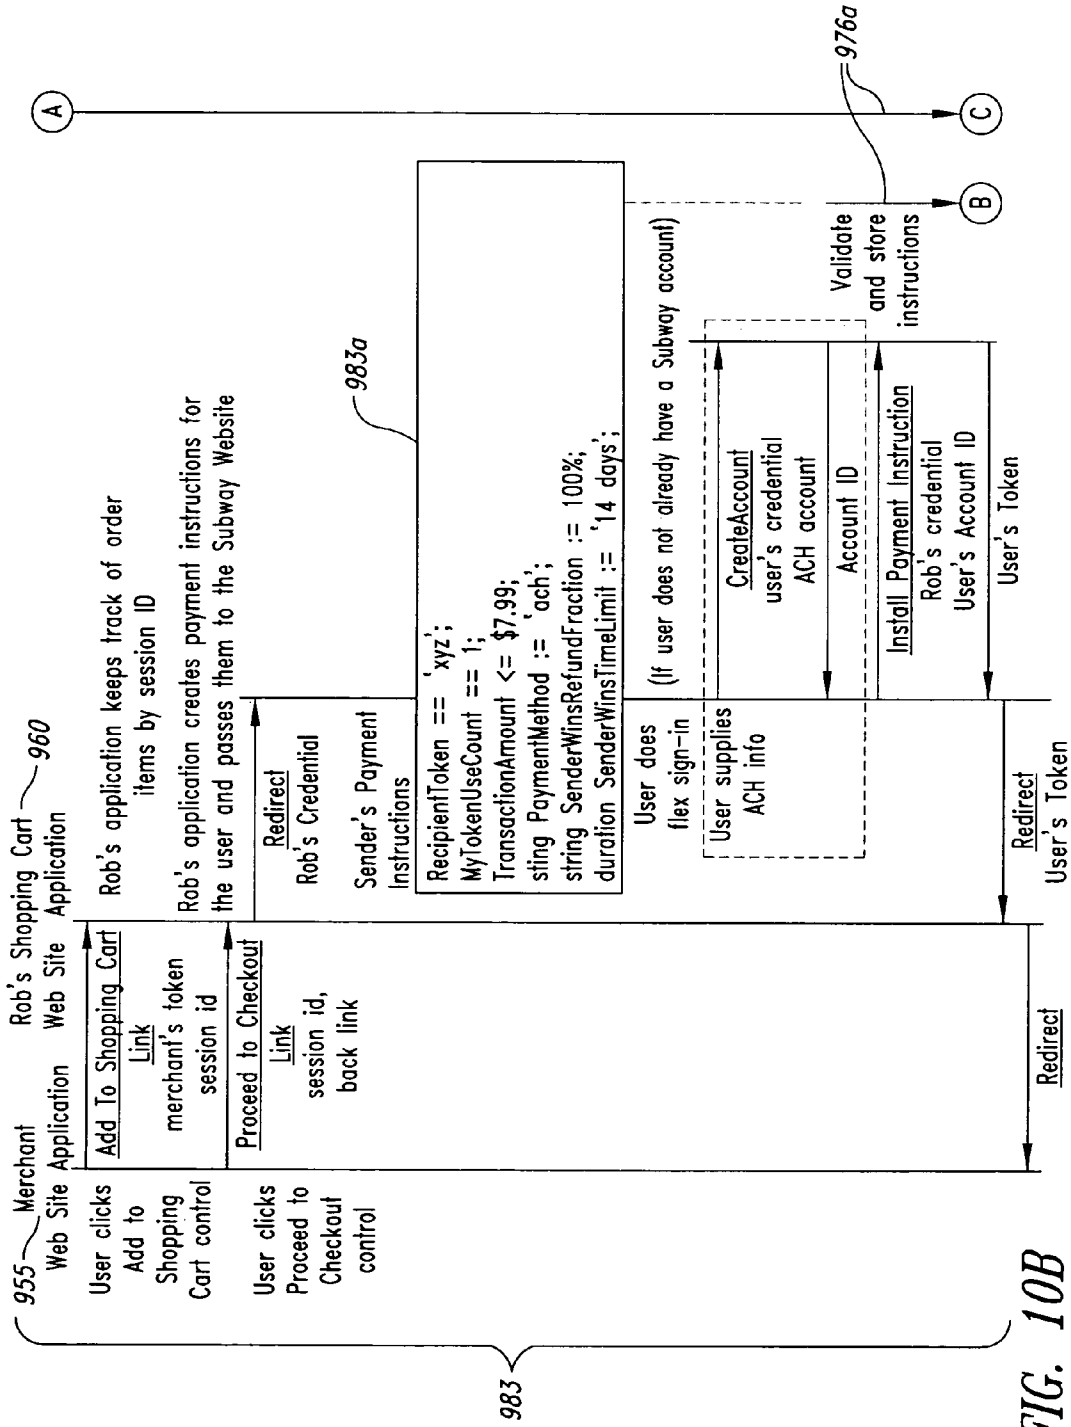 955
Merchant
Web Site Application
Rob's Shopping Cart
Web Site Application
960
A
User clicks
Add to
Shopping
Cart control
Add To Shopping Cart
Link
merchant's token
session id
Rob's application keeps track of order
items by session ID
User clicks
Proceed to
Checkout
control
Proceed to Checkout
Link
session id,
back link
Rob's application creates payment instructions for
the user and passes them to the Subway Website
Redirect
Rob's Credential
Sender's Payment
Instructions
983a
RecipientToken == 'xyz';
MyTokenUseCount == 1;
TransactionAmount <= $7.99;
sting PaymentMethod := 'ach';
string SenderWinsRefundFraction := 100%;
duration SenderWinsTimeLimit := '14 days';
User does
flex sign-in
(If user does not already have a Subway account)
User supplies
ACH info
CreateAccount
user's credential
ACH account
Account ID
Install Payment Instruction
Rob's credential
User's Account ID
User's Token
Validate
and store
instructions
976a
B
C
Redirect
User's Token
Redirect
983
FIG. 10B